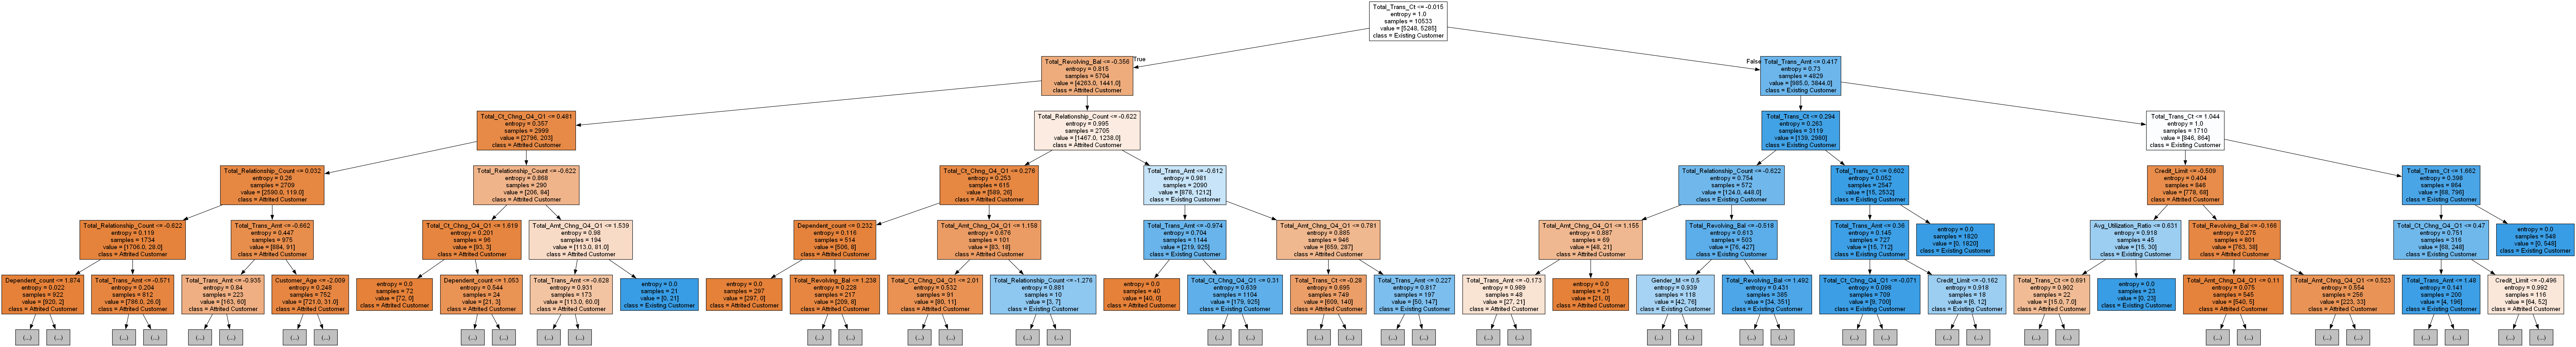 Total_Trans_Ct <= -0.015
entropy = 1.0
samples = 10533
value = [5248, 5285]
class = Existing Customer
True
False
Total_Revolving_Bal <= -0.356
entropy = 0.815
samples = 5704
value = [4263.0, 1441.0]
class = Attrited Customer
Total_Trans_Amt <= 0.417
entropy = 0.73
samples = 4829
value = [985.0, 3844.0]
class = Existing Customer
Total_Ct_Chng_Q4_Q1 <= 0.481
entropy = 0.357
samples = 2999
value = [2796, 203]
class = Attrited Customer
Total_Relationship_Count <= -0.622
entropy = 0.995
samples = 2705
value = [1467.0, 1238.0]
class = Attrited Customer
Total_Trans_Ct <= 0.294
entropy = 0.263
samples = 3119
value = [139, 2980]
class = Existing Customer
Total_Trans_Ct <= 1.044
entropy = 1.0
samples = 1710
value = [846, 864]
class = Existing Customer
Total_Relationship_Count <= 0.032
entropy = 0.26
samples = 2709
value = [2590.0, 119.0]
class = Attrited Customer
Total_Relationship_Count <= -0.622
entropy = 0.868
samples = 290
value = [206, 84]
class = Attrited Customer
Total_Ct_Chng_Q4_Q1 <= 0.276
entropy = 0.253
samples = 615
value = [589, 26]
class = Attrited Customer
Total_Trans_Amt <= -0.612
entropy = 0.981
samples = 2090
value = [878, 1212]
class = Existing Customer
Total_Relationship_Count <= -0.622
entropy = 0.754
samples = 572
value = [124.0, 448.0]
class = Existing Customer
Total_Trans_Ct <= 0.602
entropy = 0.052
samples = 2547
value = [15, 2532]
class = Existing Customer
Credit_Limit <= -0.509
entropy = 0.404
samples = 846
value = [778, 68]
class = Attrited Customer
Total_Trans_Ct <= 1.662
entropy = 0.398
samples = 864
value = [68, 796]
class = Existing Customer
Total_Relationship_Count <= -0.622
entropy = 0.119
samples = 1734
value = [1706.0, 28.0]
class = Attrited Customer
Total_Trans_Amt <= -0.662
entropy = 0.447
samples = 975
value = [884, 91]
class = Attrited Customer
Total_Ct_Chng_Q4_Q1 <= 1.819
entropy = 0.201
samples = 96
value = [93, 3]
class = Attrited Customer
Total_Amt_Chng_Q4_Q1 <= 1.539
entropy = 0.98
samples = 194
value = [113.0, 81.0]
class = Attrited Customer
Dependent_count <= 0.232
entropy = 0.116
samples = 514
value = [506, 8]
class = Attrited Customer
Total_Amt_Chng_Q4_Q1 <= 1.158
entropy = 0.676
samples = 101
value = [83, 18]
class = Attrited Customer
Total_Trans_Amt <= -0.974
entropy = 0.704
samples = 1144
value = [219, 925]
class = Existing Customer
Total_Amt_Chng_Q4_Q1 <= 0.781
entropy = 0.885
samples = 946
value = [659, 287]
class = Attrited Customer
Total_Amt_Chng_Q4_Q1 <= 1.155
entropy = 0.887
samples = 69
value = [48, 21]
class = Attrited Customer
Total_Revolving_Bal <= -0.518
entropy = 0.613
samples = 503
value = [76, 427]
class = Existing Customer
Total_Trans_Amt <= 0.36
entropy = 0.145
samples = 727
value = [15, 712]
class = Existing Customer
entropy = 0.0
samples = 1820
value = [0, 1820]
class = Existing Customer
Avg_Utilization_Ratio <= 0.631
entropy = 0.918
samples = 45
value = [15, 30]
class = Existing Customer
Total_Revolving_Bal <= -0.166
entropy = 0.275
samples = 801
value = [763, 38]
class = Attrited Customer
Total_Ct_Chng_Q4_Q1 <= 0.47
entropy = 0.751
samples = 316
value = [68, 248]
class = Existing Customer
entropy = 0.0
samples = 548
value = [0, 548]
class = Existing Customer
Dependent_count <= 1.874
entropy = 0.022
samples = 922
value = [920, 2]
class = Attrited Customer
Total_Trans_Amt <= -0.571
entropy = 0.204
samples = 812
value = [786.0, 26.0]
class = Attrited Customer
Total_Trans_Amt <= -0.935
entropy = 0.84
samples = 223
value = [163, 60]
class = Attrited Customer
Customer_Age <= -2.009
entropy = 0.248
samples = 752
value = [721.0, 31.0]
class = Attrited Customer
entropy = 0.0
samples = 72
value = [72, 0]
class = Attrited Customer
Dependent_count <= 1.053
entropy = 0.544
samples = 24
value = [21, 3]
class = Attrited Customer
Total_Trans_Amt <= -0.628
entropy = 0.931
samples = 173
value = [113.0, 60.0]
class = Attrited Customer
entropy = 0.0
samples = 21
value = [0, 21]
class = Existing Customer
entropy = 0.0
samples = 297
value = [297, 0]
class = Attrited Customer
Total_Revolving_Bal <= 1.238
entropy = 0.228
samples = 217
value = [209, 8]
class = Attrited Customer
Total_Ct_Chng_Q4_Q1 <= 2.01
entropy = 0.532
samples = 91
value = [80, 11]
class = Attrited Customer
Total_Relationship_Count <= -1.276
entropy = 0.881
samples = 10
value = [3, 7]
class = Existing Customer
entropy = 0.0
samples = 40
value = [40, 0]
class = Attrited Customer
Total_Ct_Chng_Q4_Q1 <= 0.31
entropy = 0.639
samples = 1104
value = [179, 925]
class = Existing Customer
Total_Trans_Ct <= -0.28
entropy = 0.695
samples = 749
value = [609, 140]
class = Attrited Customer
Total_Trans_Amt <= 0.227
entropy = 0.817
samples = 197
value = [50, 147]
class = Existing Customer
Total_Trans_Amt <= -0.173
entropy = 0.989
samples = 48
value = [27, 21]
class = Attrited Customer
entropy = 0.0
samples = 21
value = [21, 0]
class = Attrited Customer
Gender_M <= 0.5
entropy = 0.939
samples = 118
value = [42, 76]
class = Existing Customer
Total_Revolving_Bal <= 1.492
entropy = 0.431
samples = 385
value = [34, 351]
class = Existing Customer
Total_Ct_Chng_Q4_Q1 <= -0.071
entropy = 0.098
samples = 709
value = [9, 700]
class = Existing Customer
Credit_Limit <= -0.162
entropy = 0.918
samples = 18
value = [6, 12]
class = Existing Customer
Total_Trans_Ct <= 0.691
entropy = 0.902
samples = 22
value = [15.0, 7.0]
class = Attrited Customer
entropy = 0.0
samples = 23
value = [0, 23]
class = Existing Customer
Total_Amt_Chng_Q4_Q1 <= 0.11
entropy = 0.075
samples = 545
value = [540, 5]
class = Attrited Customer
Total_Amt_Chng_Q4_Q1 <= 0.523
entropy = 0.554
samples = 256
value = [223, 33]
class = Attrited Customer
Total_Trans_Amt <= 1.48
entropy = 0.141
samples = 200
value = [4, 196]
class = Existing Customer
Credit_Limit <= -0.496
entropy = 0.992
samples = 116
value = [64, 52]
class = Attrited Customer
(...) (...) (...) (...) (...) (...) (...) (...) (...) (...) (...) (...) (...) (...) (...) (...) (...) (...) (...) (...) (...) (...) (...) (...) (...) (...) (...) (...) (...) (...) (...) (...) (...) (...) (...) (...) (...) (...) (...) (...) (...) (...) (...) (...) (...) (...)